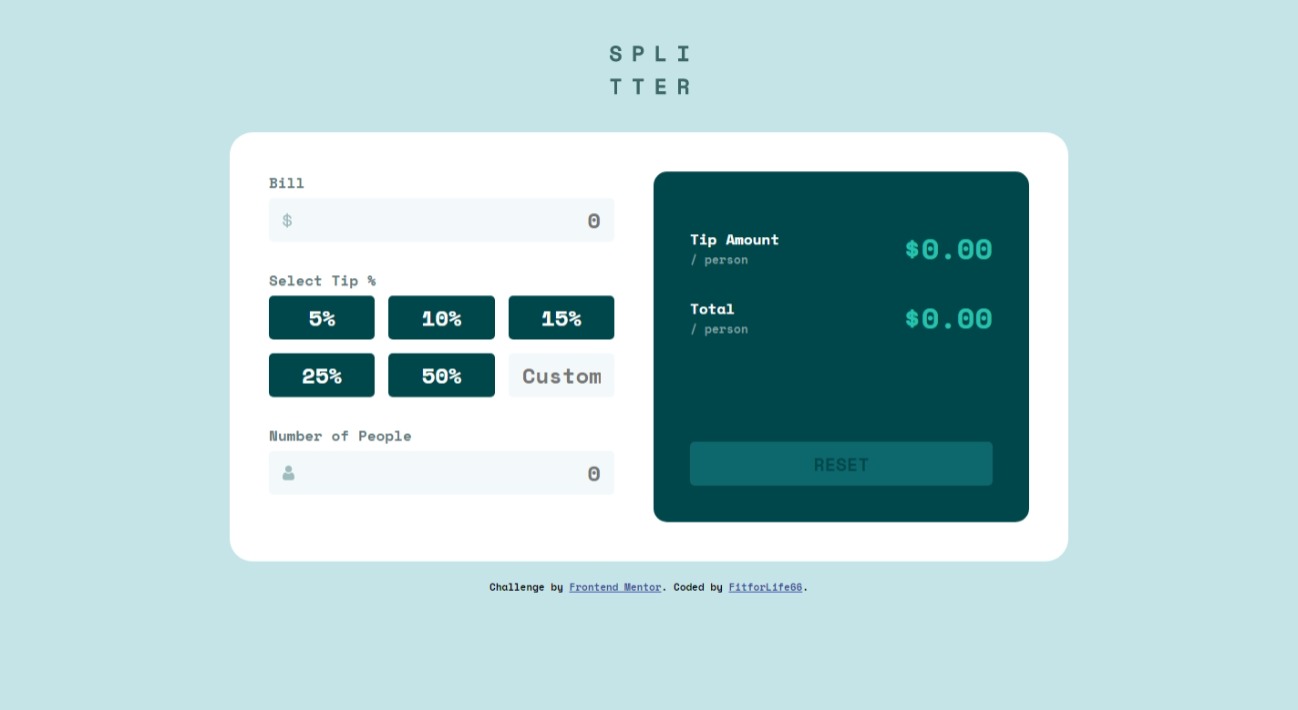 SPLI
TTER
Bill
$ 0
Select Tip %
5% 10% 15%
25% 50% Custom
Number of People
0
Tip Amount
/ person
$0.00
Total
/ person
$0.00
RESET
Challenge by Frontend Mentor. Coded by FitforLife66.